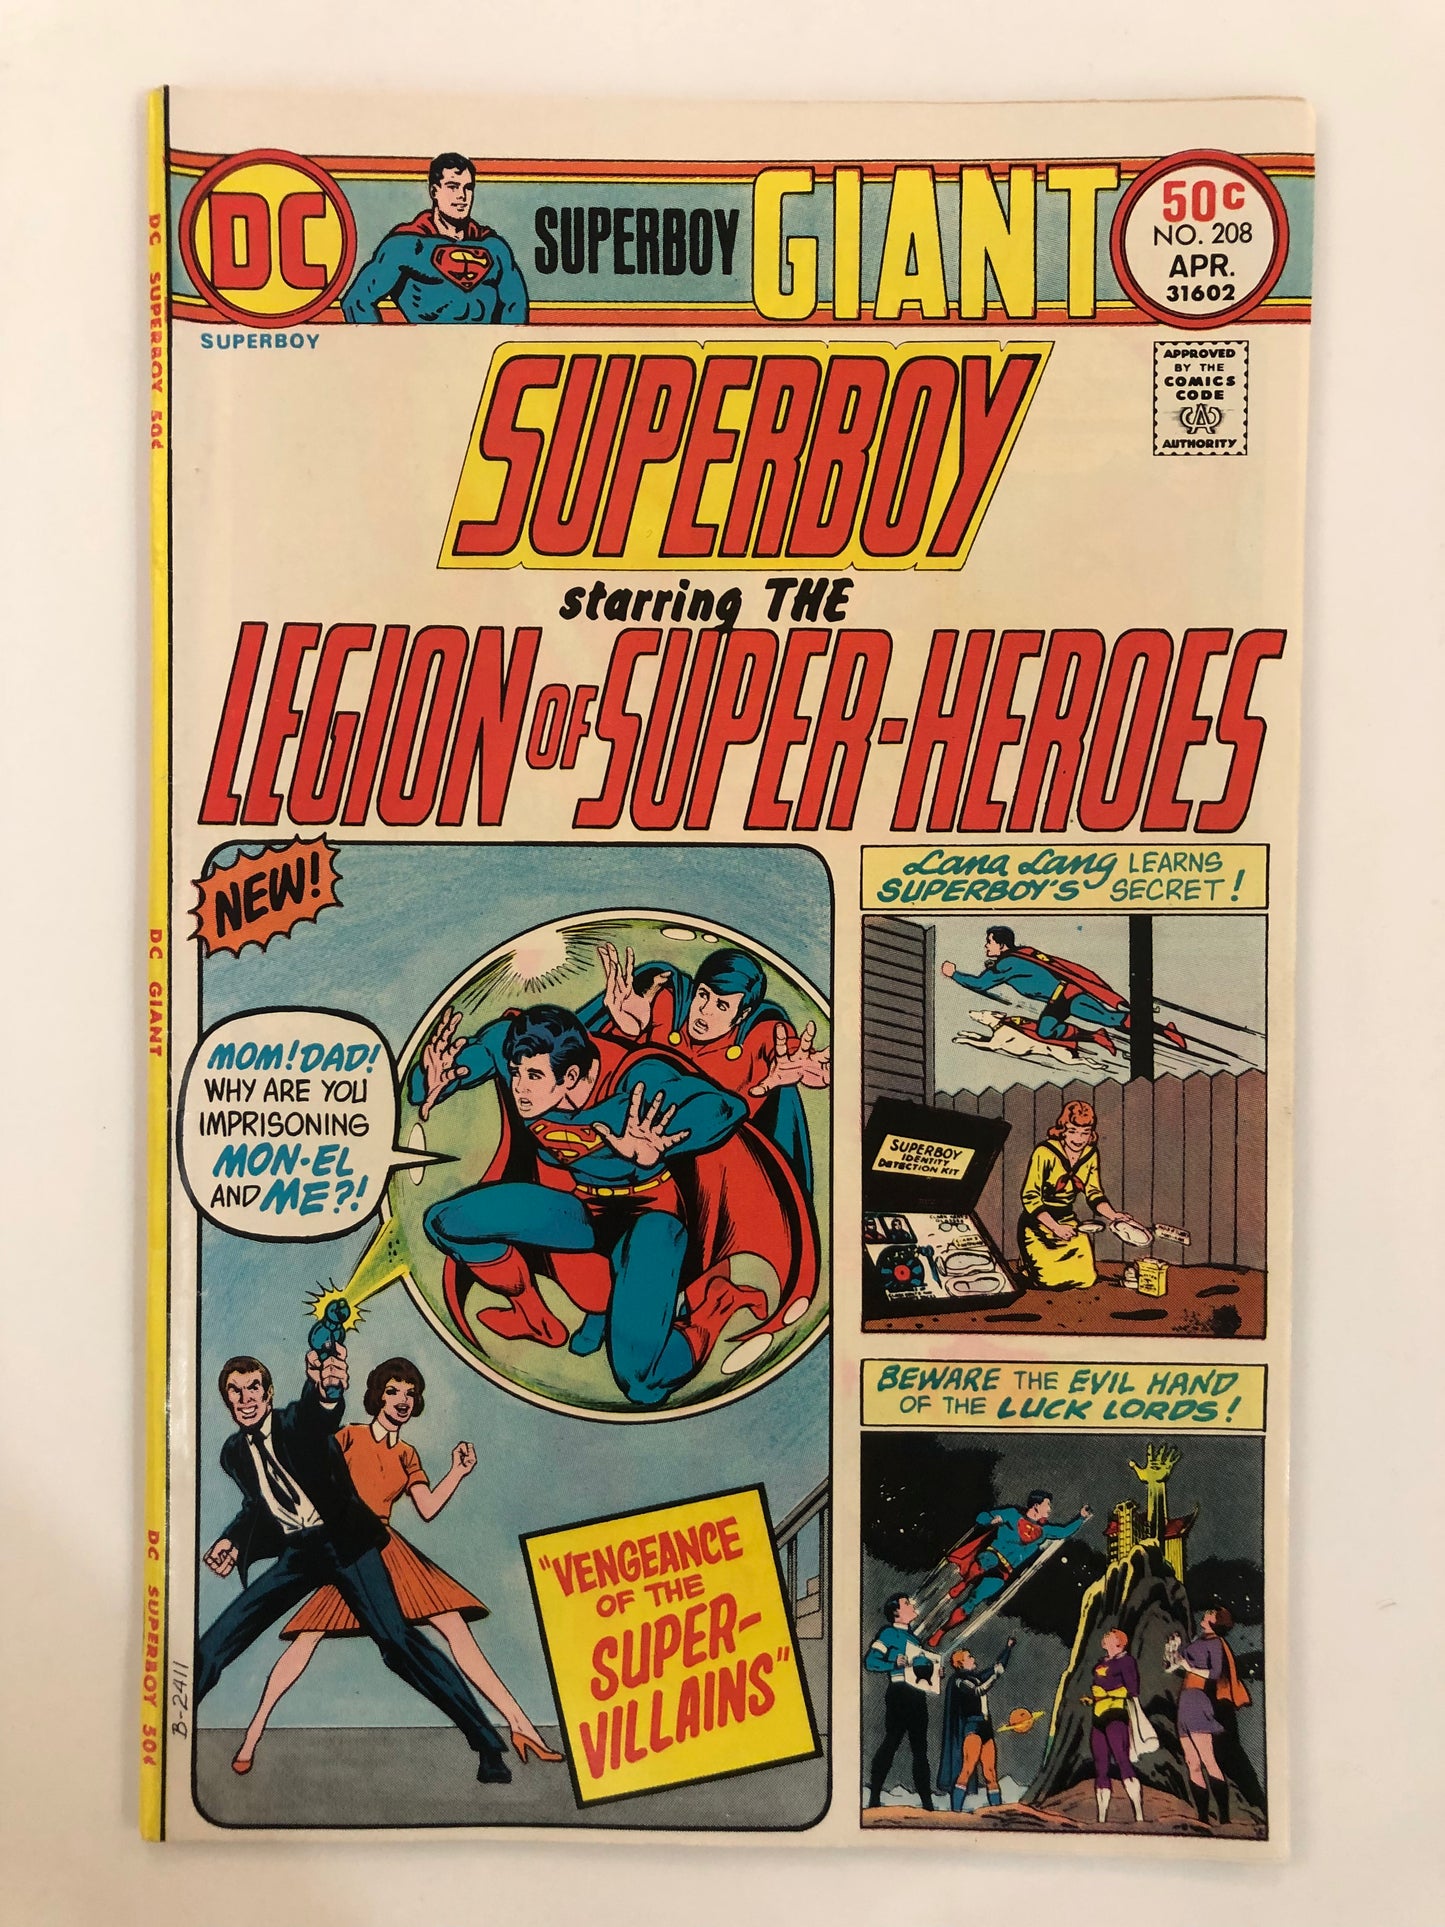 DC
SUPERBOY GIANT
50¢
NO. 208
APR.
31602
SUPERBOY
APPROVED
BY THE
COMICS
CODE
CA
AUTHORITY
SUPERBOY
starring THE
LEGION OF SUPER-HEROES
NEW!
MOM! DAD!
WHY ARE YOU
IMPRISONING
MON-EL
AND ME?!
"VENGEANCE
OF THE
SUPER-
VILLAINS"
Lana Lang LEARNS
SUPERBOY'S SECRET!
SUPERBOY
IDENTITY
DETECTION KIT
BEWARE THE EVIL HAND
OF THE LUCK LORDS!
B-2411
DC SUPERBOY 50¢
DC GIANT
DC SUPERBOY 50¢